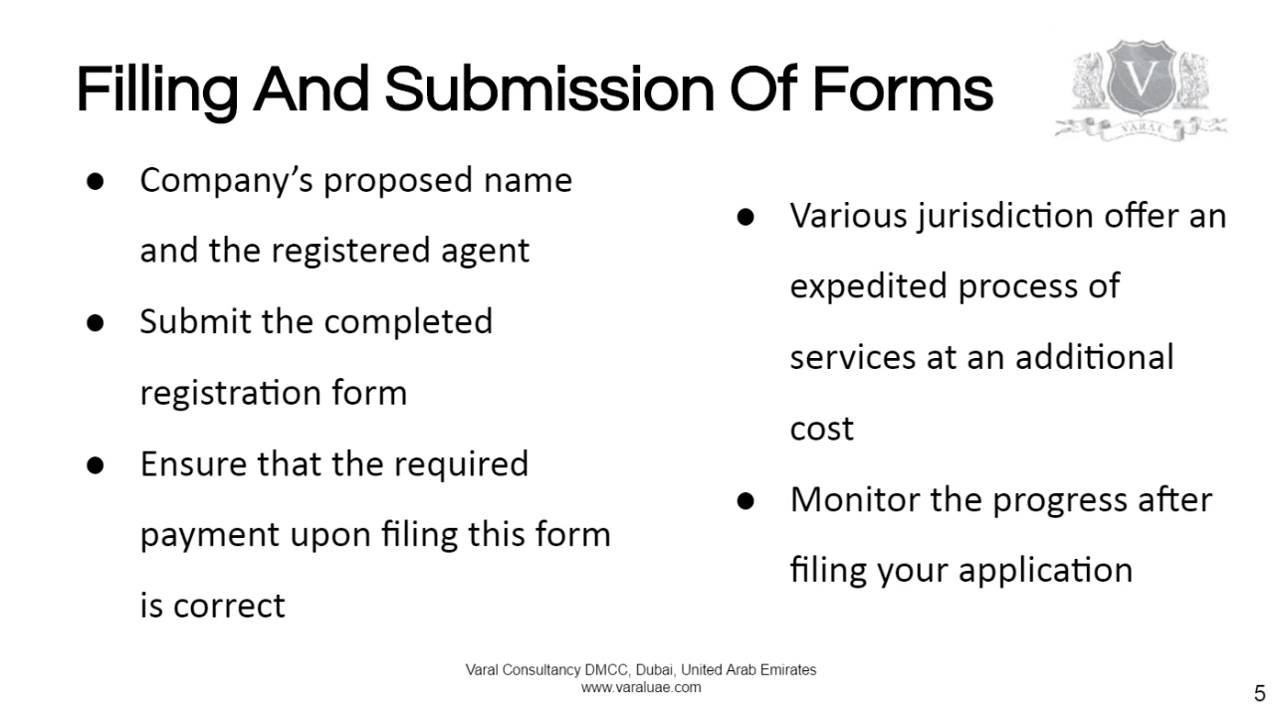 Filling And Submission Of Forms
V
VARAL
● Company’s proposed name
and the registered agent
● Submit the completed
registration form
● Ensure that the required
payment upon filing this form
is correct
● Various jurisdiction offer an
expedited process of
services at an additional
cost
● Monitor the progress after
filing your application
Varal Consultancy DMCC, Dubai, United Arab Emirates
www.varaluae.com
5